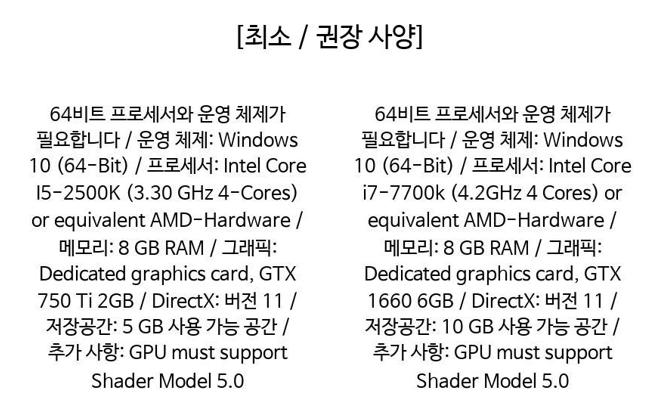 [최소 / 권장 사양]
64비트 프로세서와 운영 체제가
필요합니다 / 운영 체제: Windows
10 (64-Bit) / 프로세서: Intel Core
I5-2500K (3.30 GHz 4-Cores)
or equivalent AMD-Hardware /
메모리: 8 GB RAM / 그래픽:
Dedicated graphics card, GTX
750 Ti 2GB / DirectX: 버전 11 /
저장공간: 5 GB 사용 가능 공간 /
추가 사항: GPU must support
Shader Model 5.0
64비트 프로세서와 운영 체제가
필요합니다 / 운영 체제: Windows
10 (64-Bit) / 프로세서: Intel Core
i7-7700k (4.2GHz 4 Cores) or
equivalent AMD-Hardware /
메모리: 8 GB RAM / 그래픽:
Dedicated graphics card, GTX
1660 6GB / DirectX: 버전 11 /
저장공간: 10 GB 사용 가능 공간 /
추가 사항: GPU must support
Shader Model 5.0